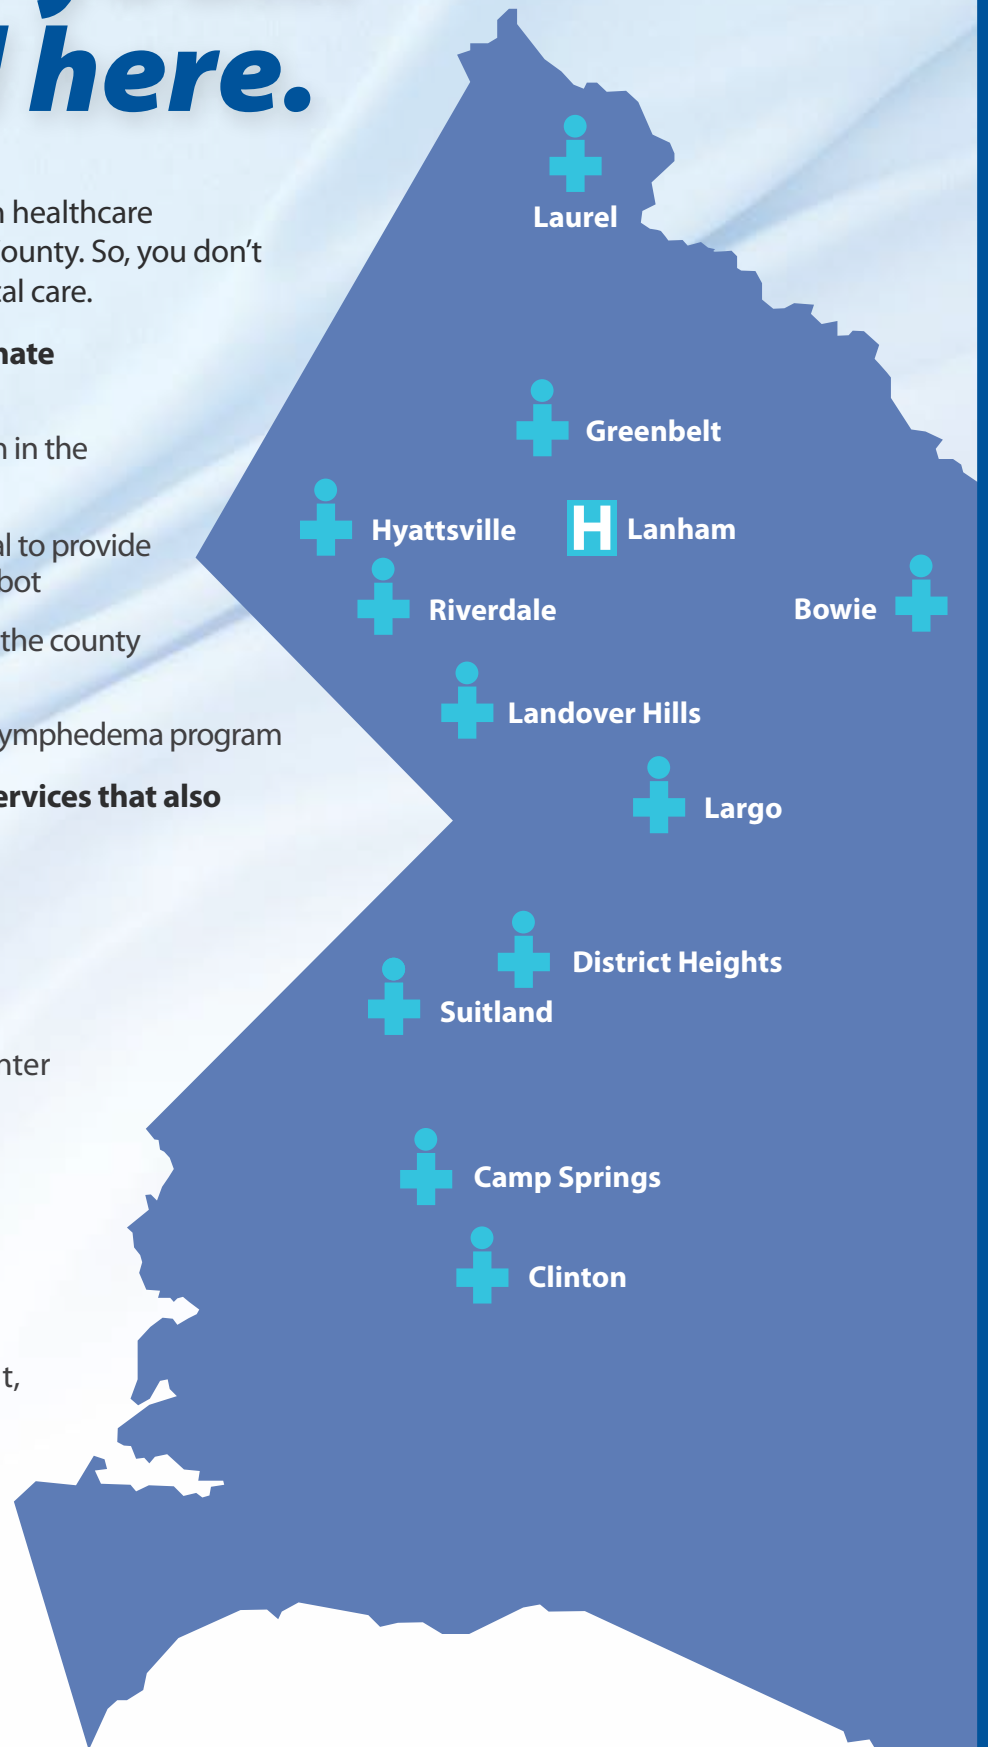 here.
healthcare
ounty. So, you don't
al care.
nate
in the
al to provide
bot
the county
ymphedema program
ervices that also
nter
t,
Laurel
Greenbelt
Hyattsville
H Lanham
Riverdale
Bowie
Landover Hills
Largo
District Heights
Suitland
Camp Springs
Clinton